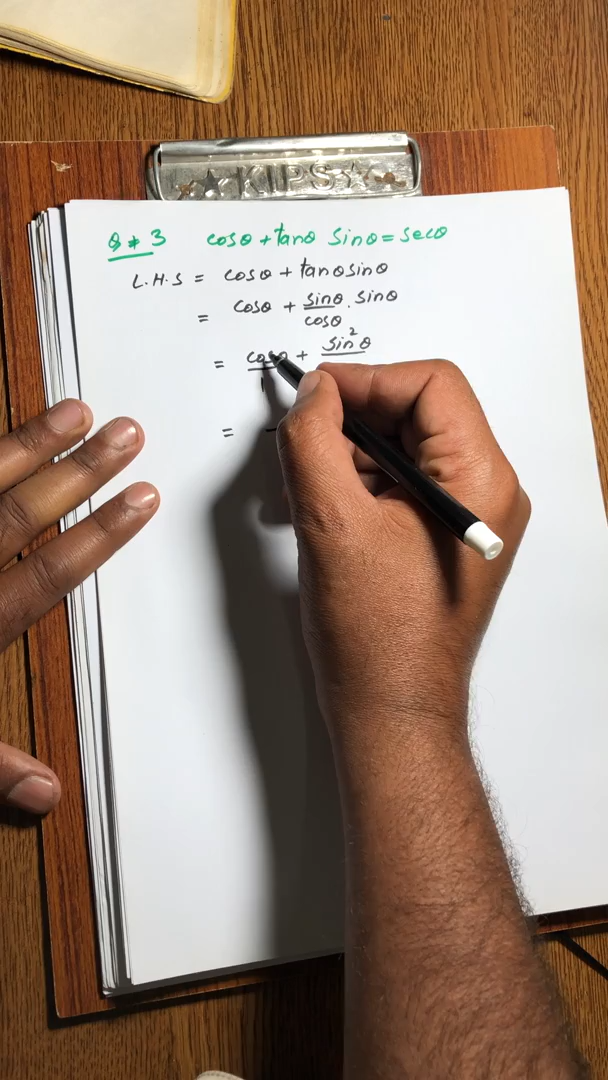 ★ KIPS ★
Q # 3 cosθ + tanθ sinθ = secθ
L.H.S = cosθ + tanθ sinθ
= cosθ + sinθ/cosθ . sinθ
= cosθ/1 + sin²θ
=